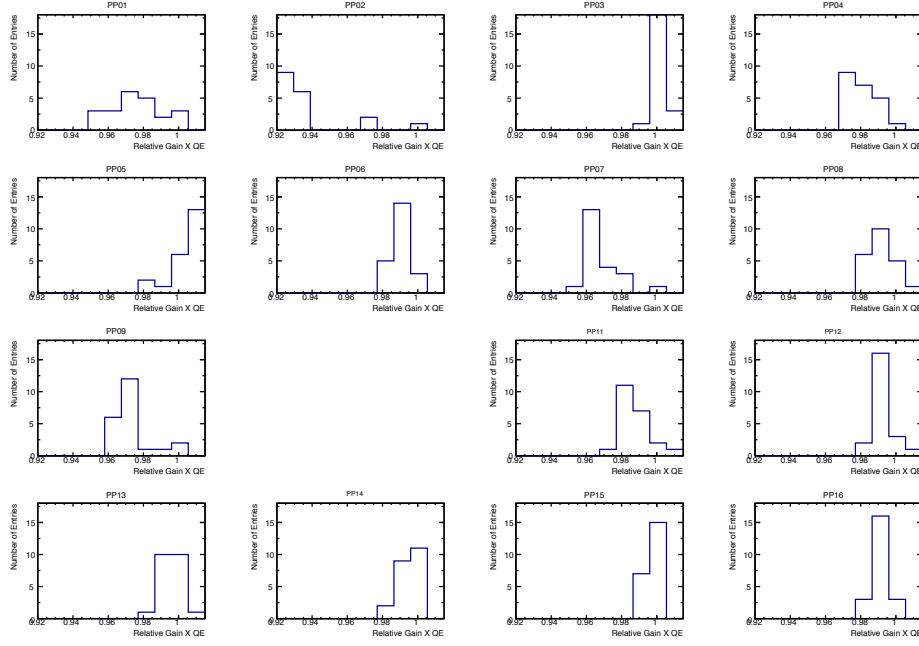 PP01
Number of Entries
15
10
5
0
0.92 0.94 0.96 0.98 1
Relative Gain X QE
PP02
Number of Entries
15
10
5
0
0.92 0.94 0.96 0.98 1
Relative Gain X QE
PP03
Number of Entries
15
10
5
0
0.92 0.94 0.96 0.98 1
Relative Gain X QE
PP04
Number of Entries
15
10
5
0
0.92 0.94 0.96 0.98 1
Relative Gain X QE
PP05
Number of Entries
15
10
5
0
0.92 0.94 0.96 0.98 1
Relative Gain X QE
PP06
Number of Entries
15
10
5
0
0.92 0.94 0.96 0.98 1
Relative Gain X QE
PP07
Number of Entries
15
10
5
0
0.92 0.94 0.96 0.98 1
Relative Gain X QE
PP08
Number of Entries
15
10
5
0
0.92 0.94 0.96 0.98 1
Relative Gain X QE
PP09
Number of Entries
15
10
5
0
0.92 0.94 0.96 0.98 1
Relative Gain X QE
PP11
Number of Entries
15
10
5
0
0.92 0.94 0.96 0.98 1
Relative Gain X QE
PP12
Number of Entries
15
10
5
0
0.92 0.94 0.96 0.98 1
Relative Gain X QE
PP13
Number of Entries
15
10
5
0
0.92 0.94 0.96 0.98 1
Relative Gain X QE
PP14
Number of Entries
15
10
5
0
0.92 0.94 0.96 0.98 1
Relative Gain X QE
PP15
Number of Entries
15
10
5
0
0.92 0.94 0.96 0.98 1
Relative Gain X QE
PP16
Number of Entries
15
10
5
0
0.92 0.94 0.96 0.98 1
Relative Gain X QE